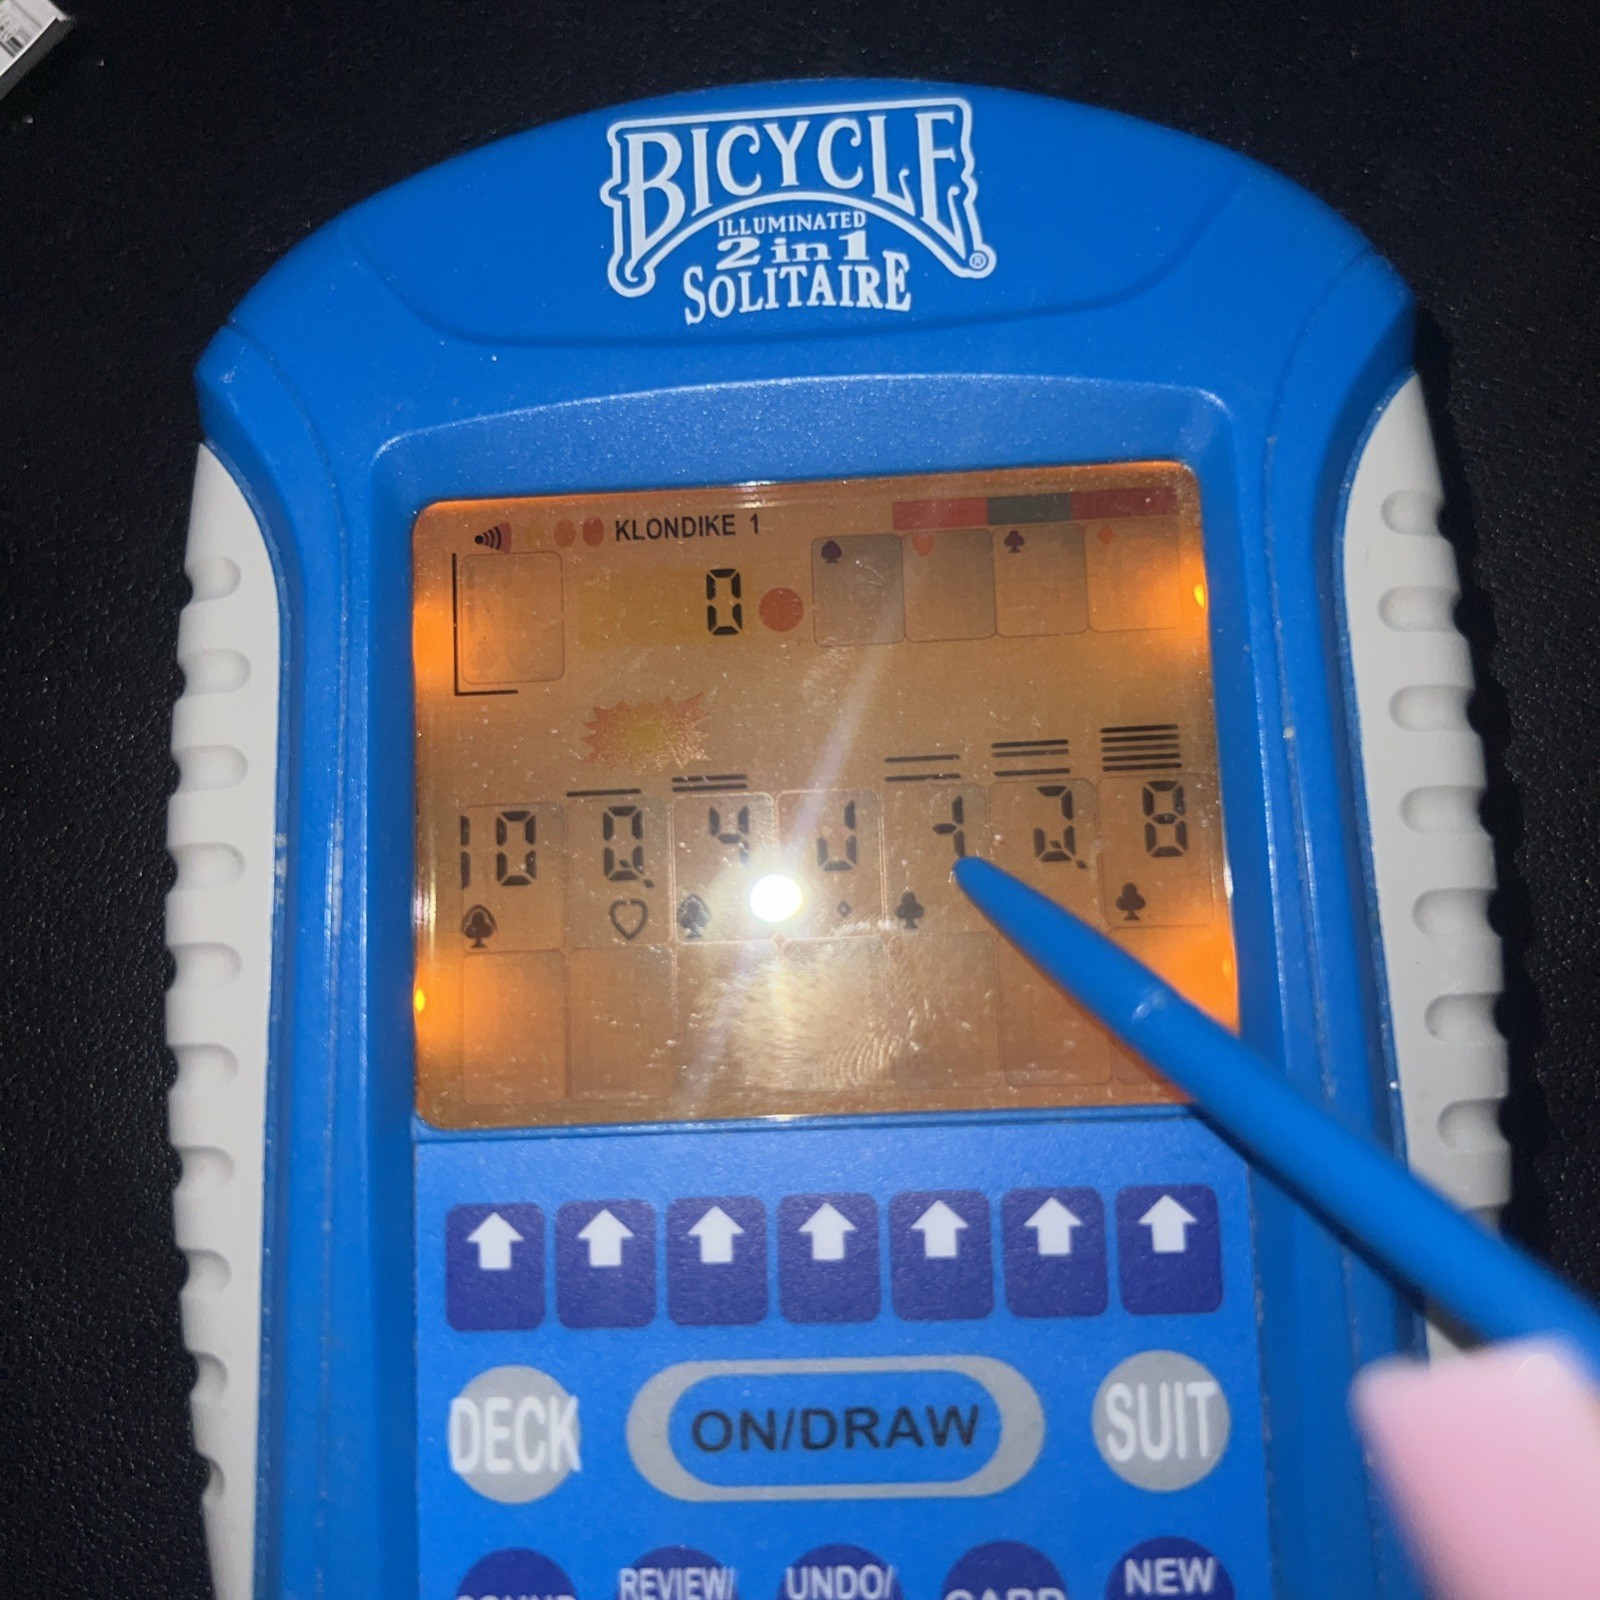 BICYCLE
ILLUMINATED
2 in 1
SOLITAIRE®
KLONDIKE 1
0
10 Q 4 J 8
DECK ON/DRAW SUIT
REVIEW/ UNDO/ NEW